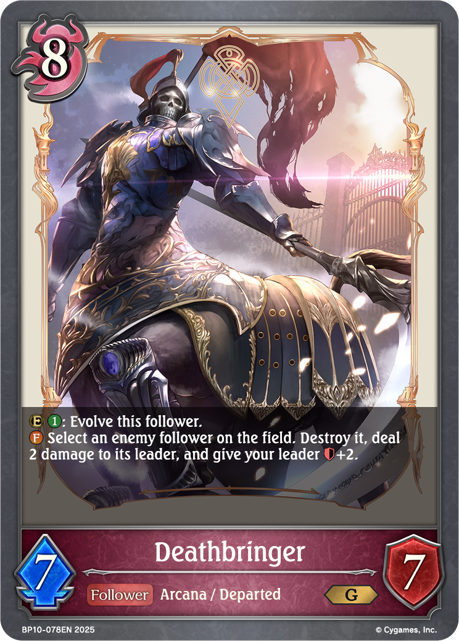 8
E 1: Evolve this follower.
F Select an enemy follower on the field. Destroy it, deal
2 damage to its leader, and give your leader +2.
Deathbringer
7
Follower Arcana / Departed G
7
BP10-078EN 2025 © Cygames, Inc.